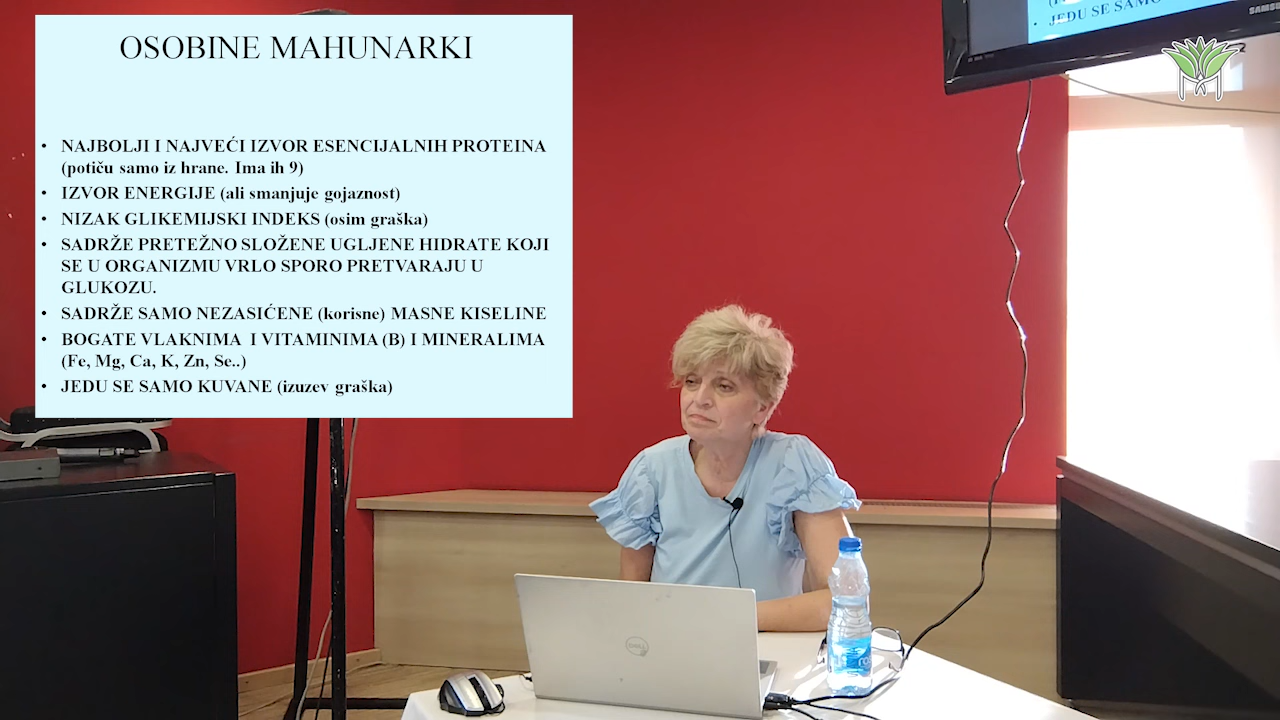 OSOBINE MAHUNARKI
• NAJBOLJI I NAJVEĆI IZVOR ESENCIJALNIH PROTEINA
(potiču samo iz hrane. Ima ih 9)
• IZVOR ENERGIJE (ali smanjuje gojaznost)
• NIZAK GLIKEMIJSKI INDEKS (osim graška)
• SADRŽE PRETEŽNO SLOŽENE UGLJENE HIDRATE KOJI
SE U ORGANIZMU VRLO SPORO PRETVARAJU U
GLUKOZU.
• SADRŽE SAMO NEZASIĆENE (korisne) MASNE KISELINE
• BOGATE VLAKNIMA I VITAMINIMA (B) I MINERALIMA
(Fe, Mg, Ca, K, Zn, Se..)
• JEDU SE SAMO KUVANE (izuzev graška)
• JEDU SE SAMO
SAMSUNG
DELL